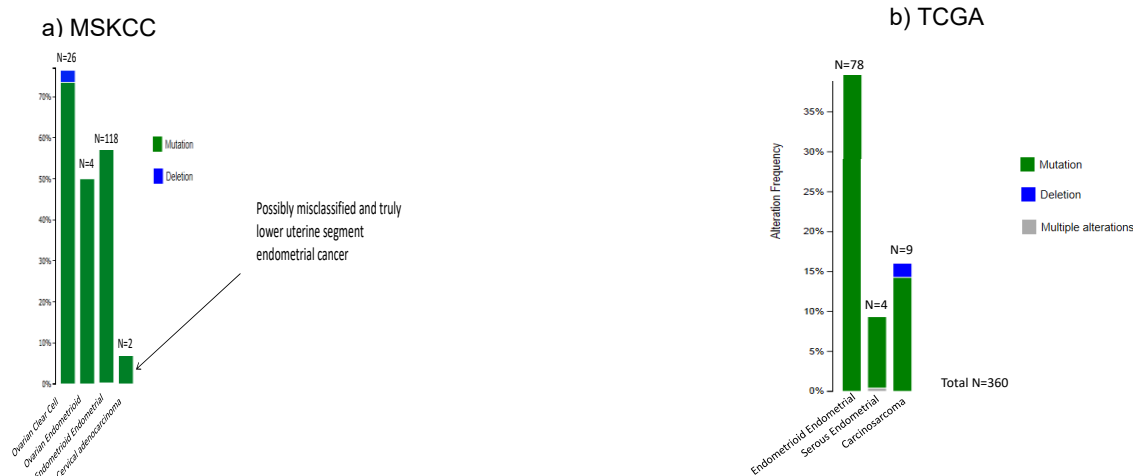 a) MSKCC
N=26
70%
60%
50%
40%
30%
20%
10%
0%
N=4
N=118
N=2
Mutation
Deletion
Possibly misclassified and truly
lower uterine segment
endometrial cancer
Ovarian Clear Cell
Ovarian Endometrioid
Endometrioid Endometrial
Cervical adenocarcinoma
b) TCGA
N=78
Alteration Frequency
35%
30%
25%
20%
15%
10%
5%
0%
N=4
N=9
Mutation
Deletion
Multiple alterations
Total N=360
Endometrioid Endometrial
Serous Endometrial
Carcinosarcoma